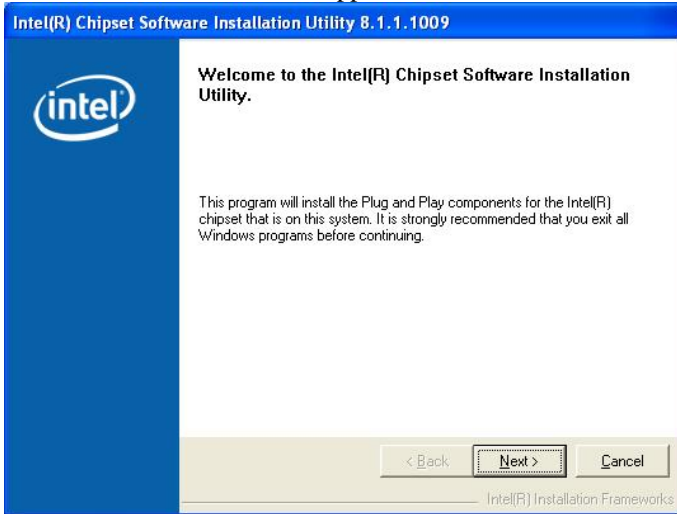 Intel(R) Chipset Software Installation Utility 8.1.1.1009
intel
Welcome to the Intel(R) Chipset Software Installation
Utility.
This program will install the Plug and Play components for the Intel(R)
chipset that is on this system. It is strongly recommended that you exit all
Windows programs before continuing.
< Back
Next >
Cancel
Intel(R) Installation Frameworks